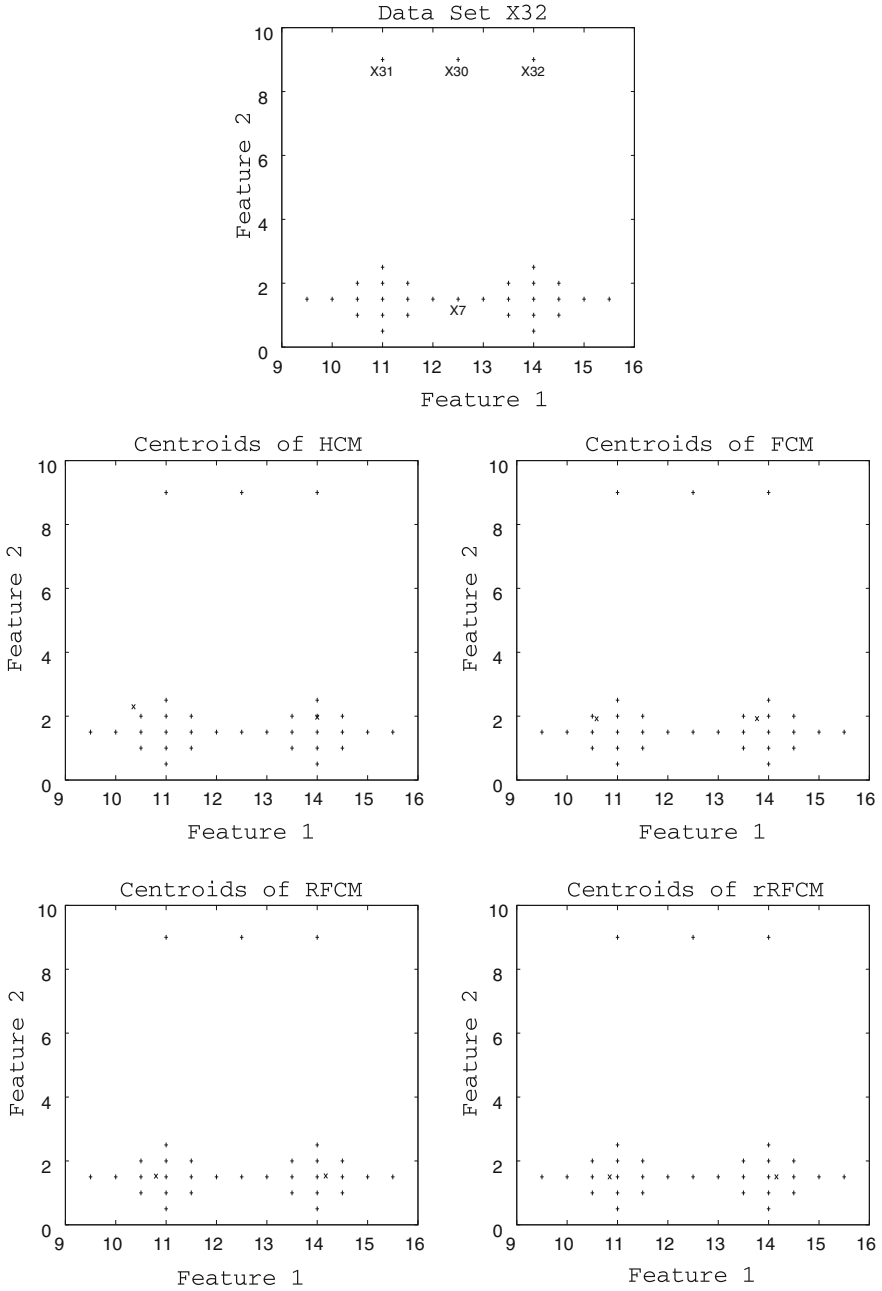 Data Set X32
10
8
6
4
2
0
Feature 2
X31 X30 X32
X7
9 10 11 12 13 14 15 16
Feature 1
Centroids of HCM
10
8
6
4
2
0
Feature 2
9 10 11 12 13 14 15 16
Feature 1
Centroids of FCM
10
8
6
4
2
0
Feature 2
9 10 11 12 13 14 15 16
Feature 1
Centroids of RFCM
10
8
6
4
2
0
Feature 2
9 10 11 12 13 14 15 16
Feature 1
Centroids of rRFCM
10
8
6
4
2
0
Feature 2
9 10 11 12 13 14 15 16
Feature 1